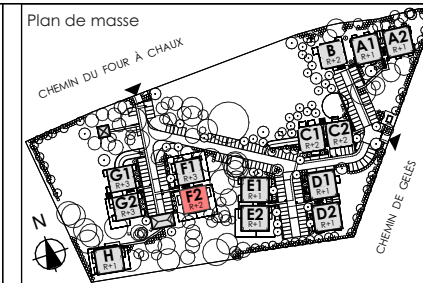 Plan de masse
CHEMIN DU FOUR À CHAUX
B
R+2
A1
R+1
A2
R+1
C1
R+2
C2
R+2
G1
R+3
F1
R+3
G2
R+3
F2
R+2
E1
R+1
D1
R+1
E2
R+1
D2
R+1
H
R+1
N
CHEMIN DE GELÉS